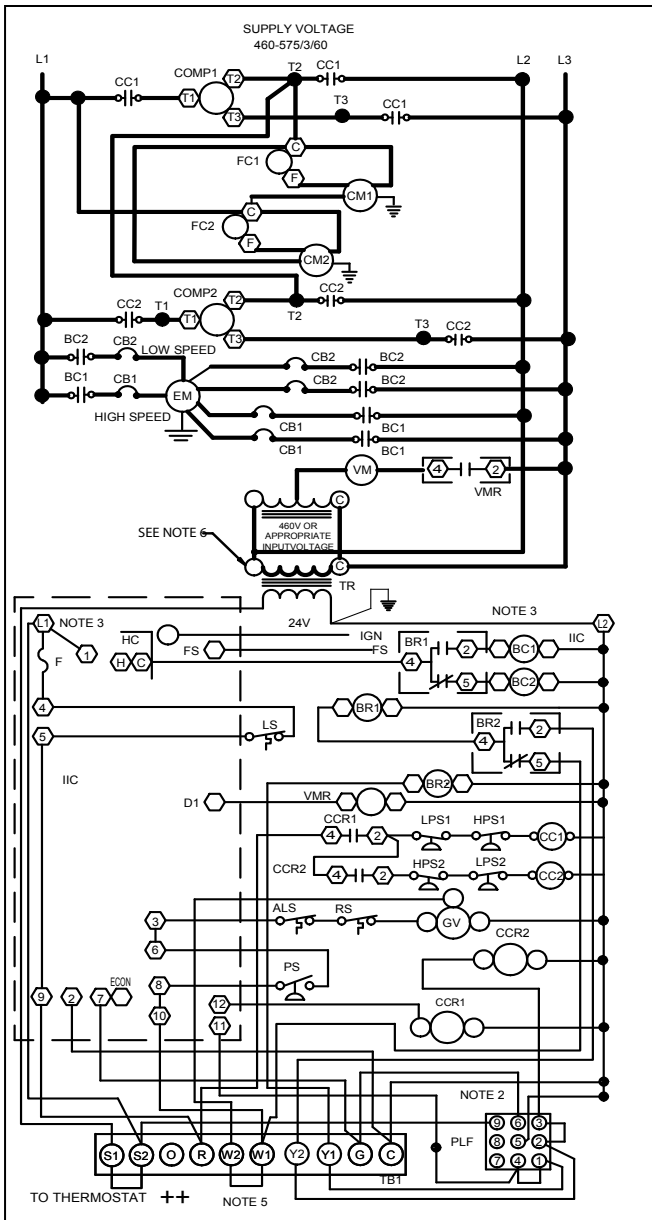 SUPPLY VOLTAGE
460-575/3/60
L1
L2
L3
CC1
COMP1
T2
T2
CC1
T1
T3
T3
CC1
C
FC1
F
CM1
C
FC2
F
CM2
COMP2
CC2
T1
T2
T2
CC2
T1
T3
T3
CC2
BC2
CB2
LOW SPEED
CB2
BC2
BC1
CB1
EM
CB2
BC2
HIGH SPEED
CB1
BC1
CB1
BC1
VM
4
2
VMR
C
460V OR
APPROPRIATE
INPUTVOLTAGE
SEE NOTE 6
C
TR
24V
NOTE 3
L1
NOTE 3
L2
HC
IGN
BR1
IIC
1
FS
FS
2
BC1
F
H
C
4
5
BC2
4
BR1
BR2
2
5
LS
4
5
IIC
BR2
D1
VMR
CCR1
LPS1
HPS1
4
2
CC1
CCR2
HPS2
LPS2
4
2
CC2
3
ALS
RS
GV
CCR2
6
PS
ECON
8
9
2
7
10
12
11
CCR1
NOTE 2
9
6
3
PLF
8
5
2
7
4
1
S1
S2
O
R
W2
W1
Y2
Y1
G
C
TB1
TO THERMOSTAT ++
NOTE 5